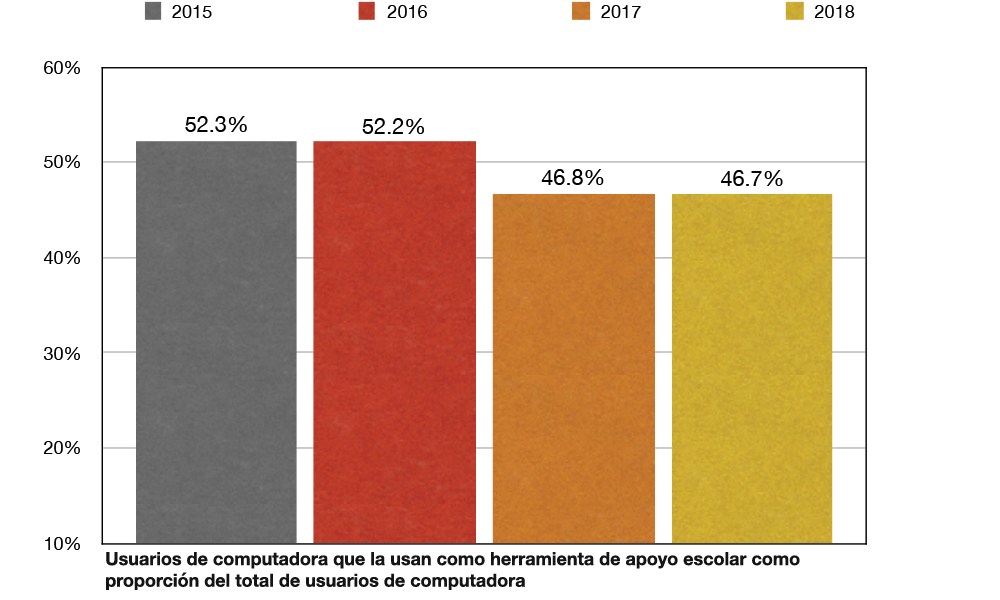 2015 2016 2017 2018
60%
52.3% 52.2%
50%
46.8% 46.7%
40%
30%
20%
10%
Usuarios de computadora que la usan como herramienta de apoyo escolar como
proporción del total de usuarios de computadora